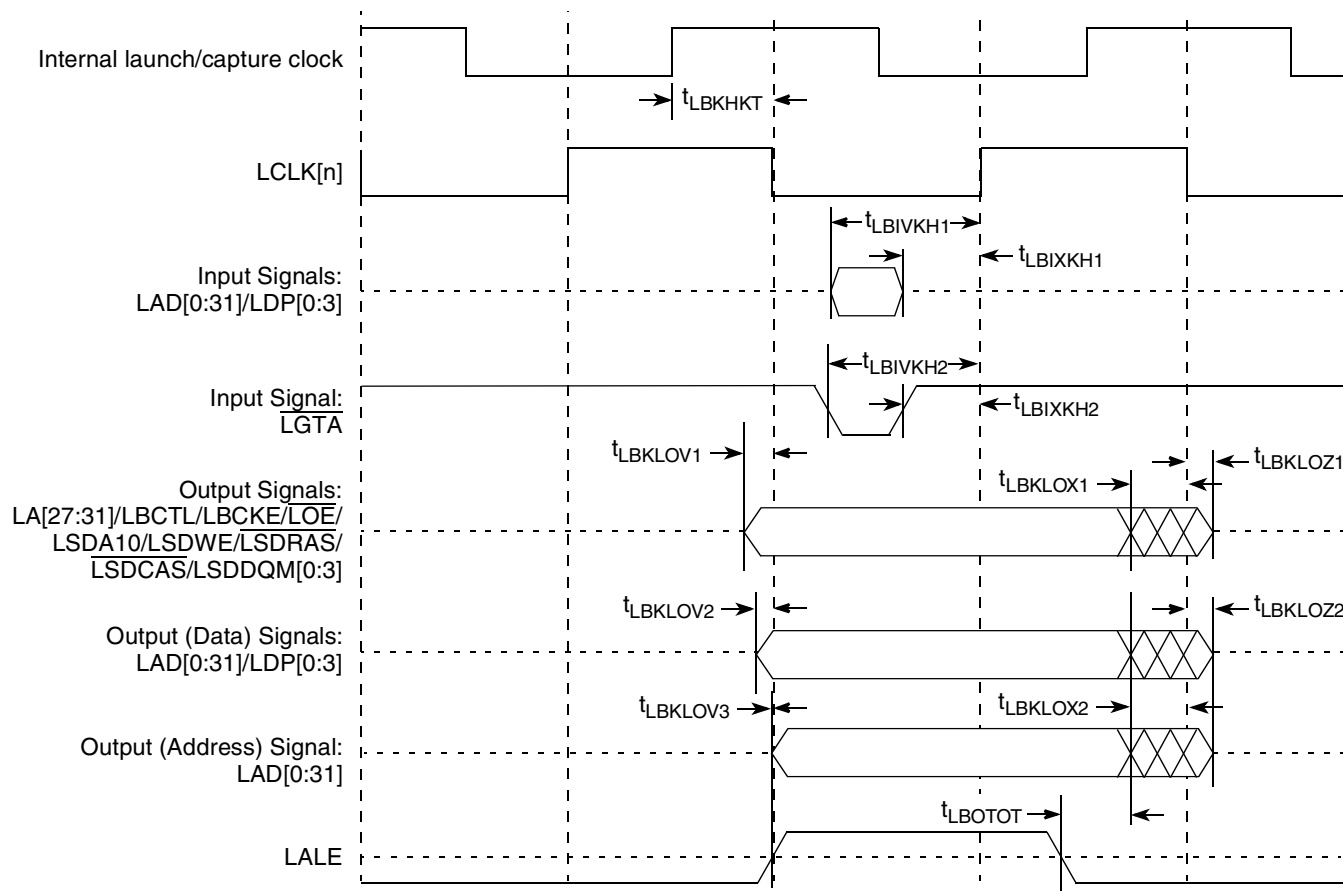 Internal launch/capture clock
tLBKHKT
LCLK[n]
tLBIVKH1
tLBIXKH1
Input Signals:
LAD[0:31]/LDP[0:3]
tLBIVKH2
Input Signal:
LGTA
tLBIXKH2
tLBKLOV1
tLBKLOZ1
tLBKLOX1
Output Signals:
LA[27:31]/LBCTL/LBCKE/LOE/
LSDA10/LSDWE/LSDRAS/
LSDCAS/LSDDQM[0:3]
tLBKLOV2
tLBKLOZ2
Output (Data) Signals:
LAD[0:31]/LDP[0:3]
tLBKLOV3
tLBKLOX2
Output (Address) Signal:
LAD[0:31]
tLBOTOT
LALE